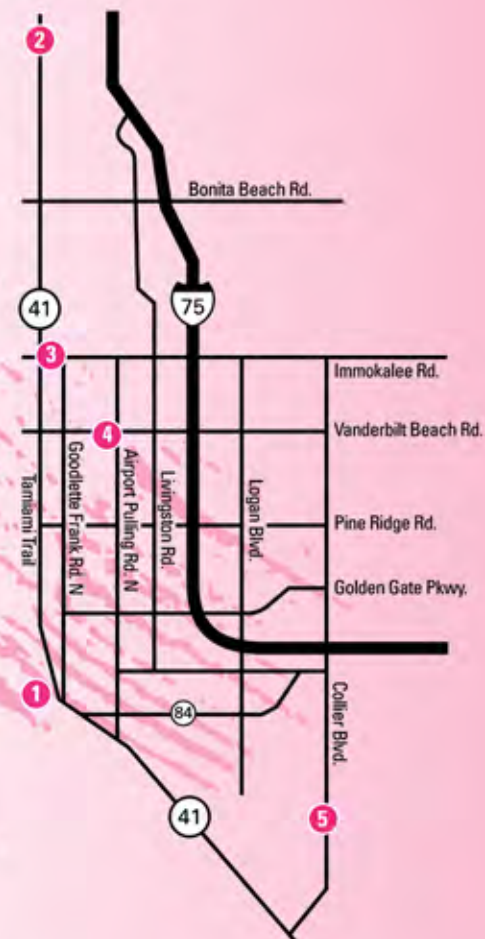 2
Bonita Beach Rd.
41
75
3
Immokalee Rd.
4
Vanderbilt Beach Rd.
Tamiami Trail
Goodlette Frank Rd. N
Airport Pulling Rd. N
Livingston Rd.
Logan Blvd.
Pine Ridge Rd.
Golden Gate Pkwy.
1
84
Collier Blvd.
41
5